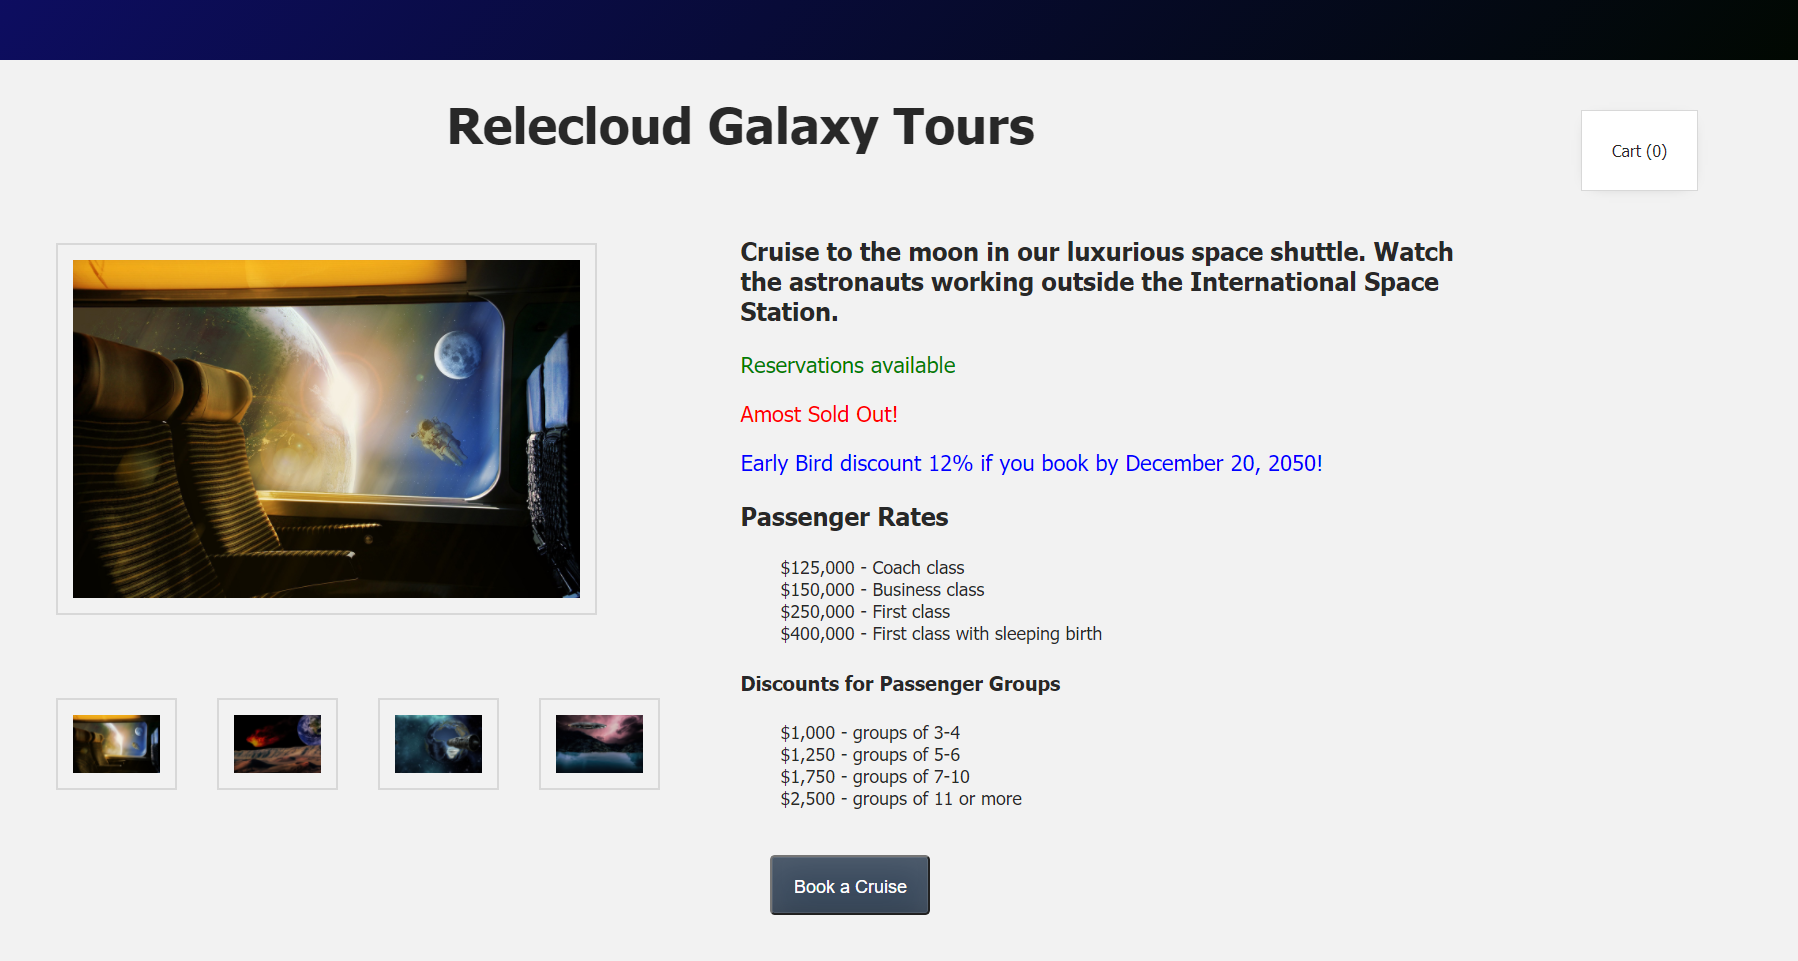 Relecloud Galaxy Tours
Cart (0)
Cruise to the moon in our luxurious space shuttle. Watch
the astronauts working outside the International Space
Station.
Reservations available
Amost Sold Out!
Early Bird discount 12% if you book by December 20, 2050!
Passenger Rates
$125,000 - Coach class
$150,000 - Business class
$250,000 - First class
$400,000 - First class with sleeping birth
Discounts for Passenger Groups
$1,000 - groups of 3-4
$1,250 - groups of 5-6
$1,750 - groups of 7-10
$2,500 - groups of 11 or more
Book a Cruise